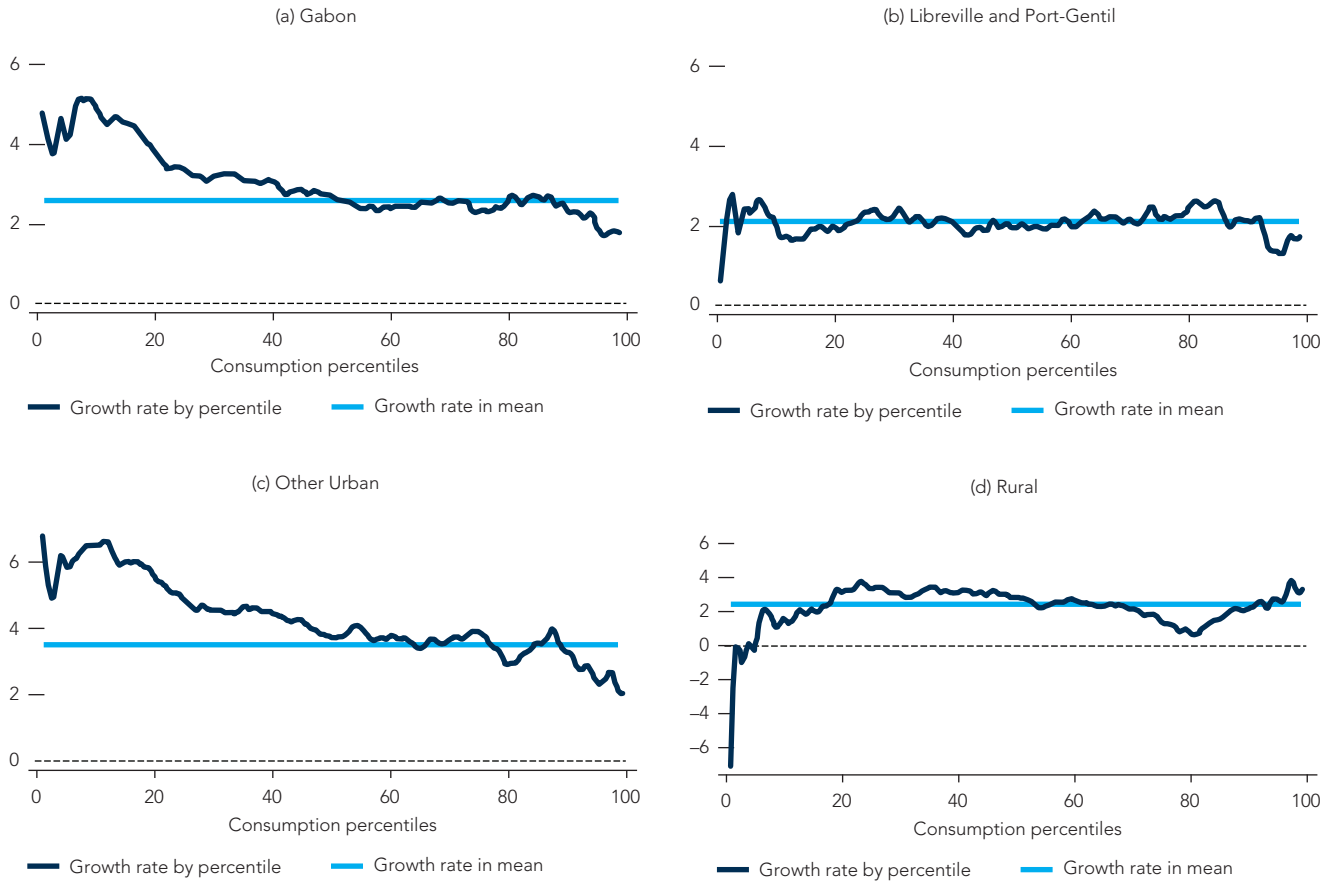 (a) Gabon
6
4
2
0
0 20 40 60 80 100
Consumption percentiles
Growth rate by percentile Growth rate in mean
(b) Libreville and Port-Gentil
6
4
2
0
0 20 40 60 80 100
Consumption percentiles
Growth rate by percentile Growth rate in mean
(c) Other Urban
6
4
2
0
0 20 40 60 80 100
Consumption percentiles
Growth rate by percentile Growth rate in mean
(d) Rural
6
4
2
0
–2
–4
–6
0 20 40 60 80 100
Consumption percentiles
Growth rate by percentile Growth rate in mean